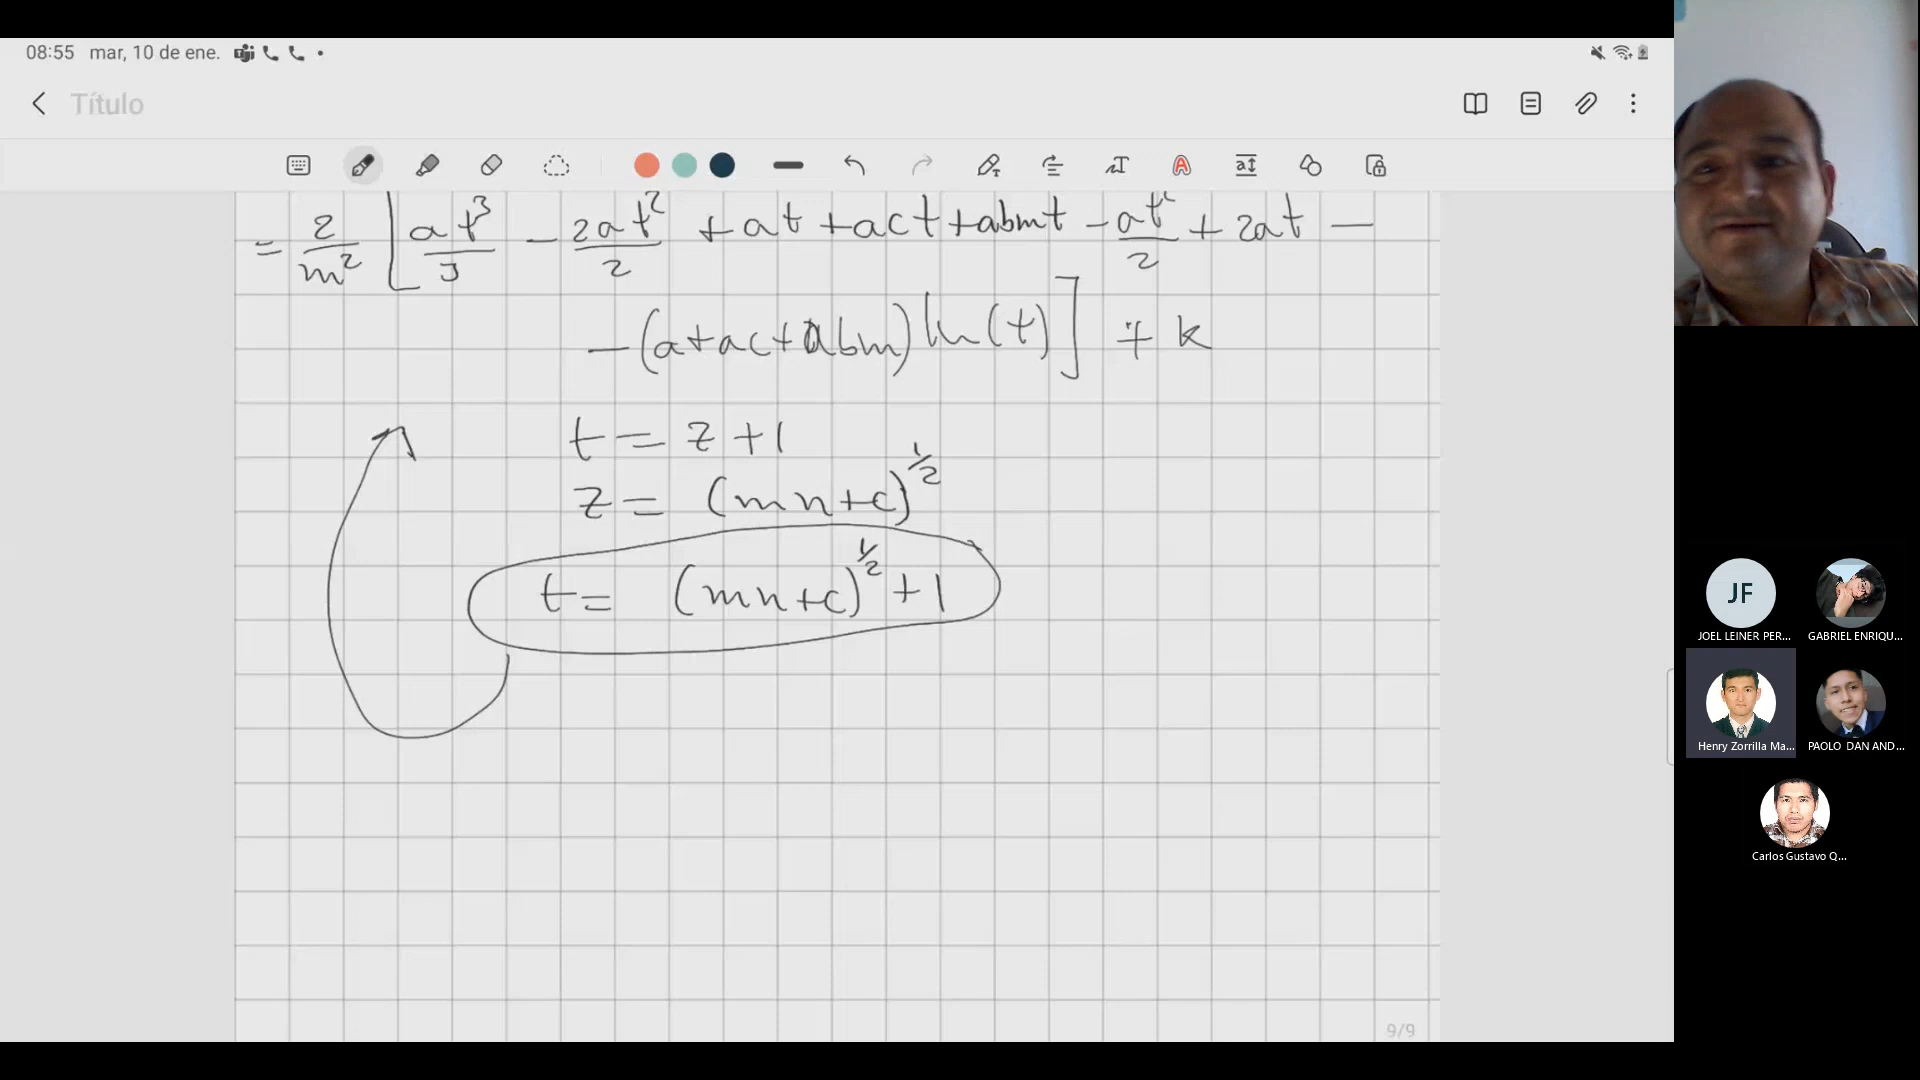 08:55 mar, 10 de ene.
Título
= 2/m² [ at³/3 − 2at²/2 + at + act + abmt − at²/2 + 2at −
− (a+ac+abm) ln(t) ] + k
t = z + 1
z = (mn+c)^½
t = (mn+c)^½ + 1
9/9
JF
JOEL LEINER PER...
GABRIEL ENRIQU...
Henry Zorrilla Ma...
PAOLO DAN AND...
Carlos Gustavo Q...